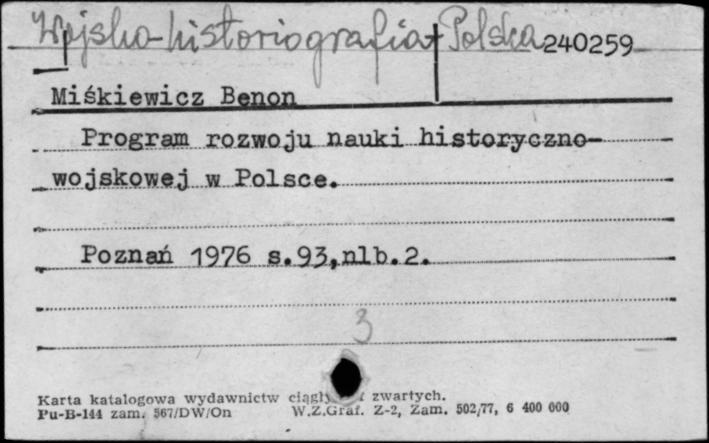 Wojsko-historiografia + Polska 240259
Miśkiewicz Benon
Program rozwoju nauki historyczno-
wojskowej w Polsce.
Poznań 1976 s.93,nlb.2.
3
Karta katalogowa wydawnictw zwartych.
Pu-B-144 zam. 567/DW/On W.Z.Graf. Z-2, Zam. 502/77, 6 400 000